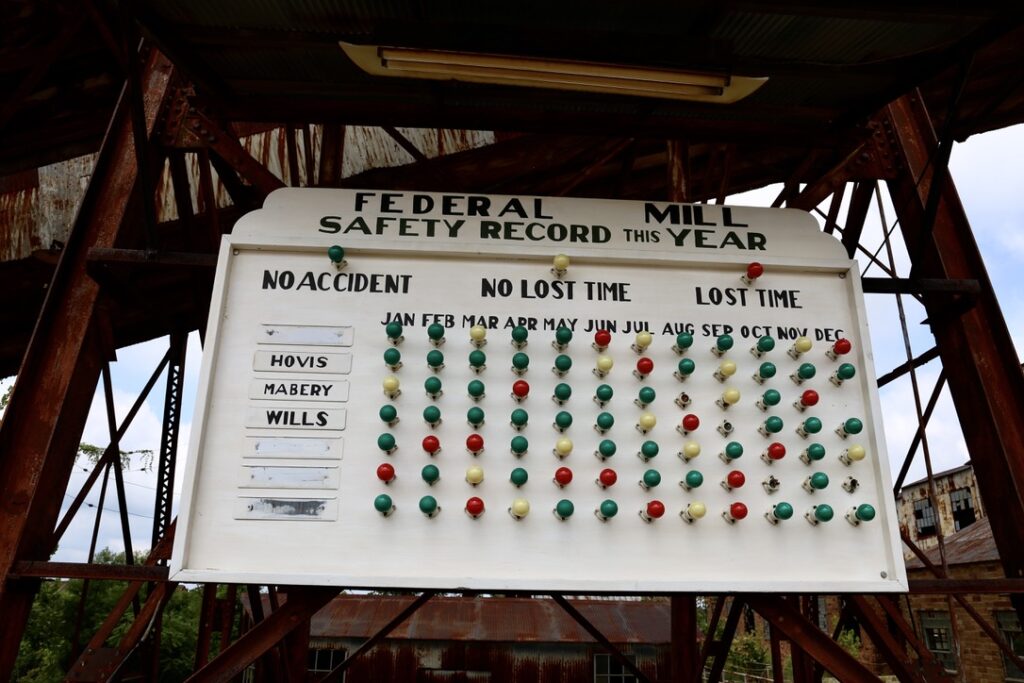 FEDERAL MILL
SAFETY RECORD THIS YEAR
NO ACCIDENT NO LOST TIME LOST TIME
JAN FEB MAR APR MAY JUN JUL AUG SEP OCT NOV DEC
HOVIS
MABERY
WILLS